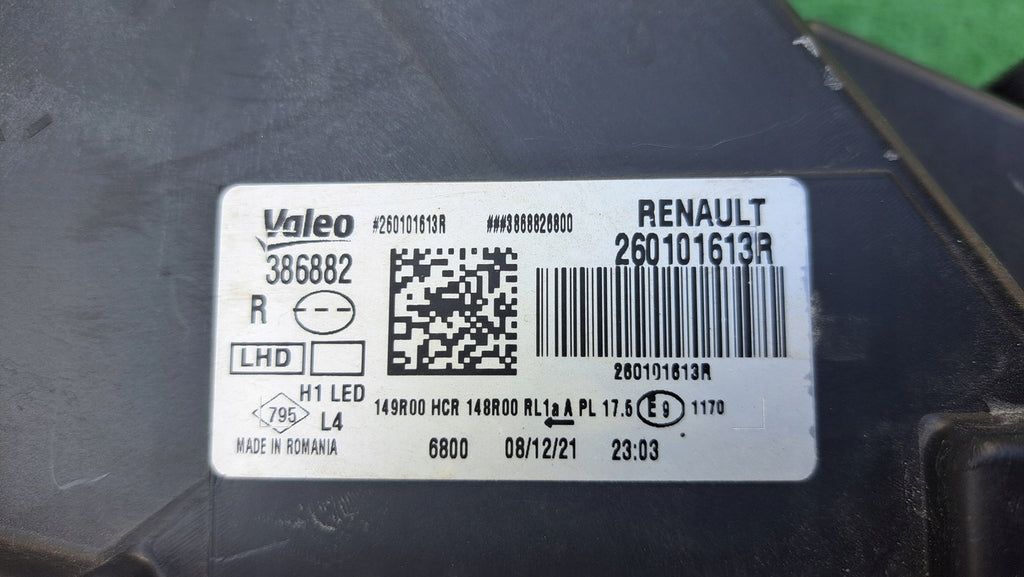 Valeo #260101613R ###3868826800 RENAULT
386882 260101613R
R
LHD
260101613R
H1 LED
795 L4
149R00 HCR 148R00 RL1a A PL 17.5 E9 1170
MADE IN ROMANIA 6800 08/12/21 23:03